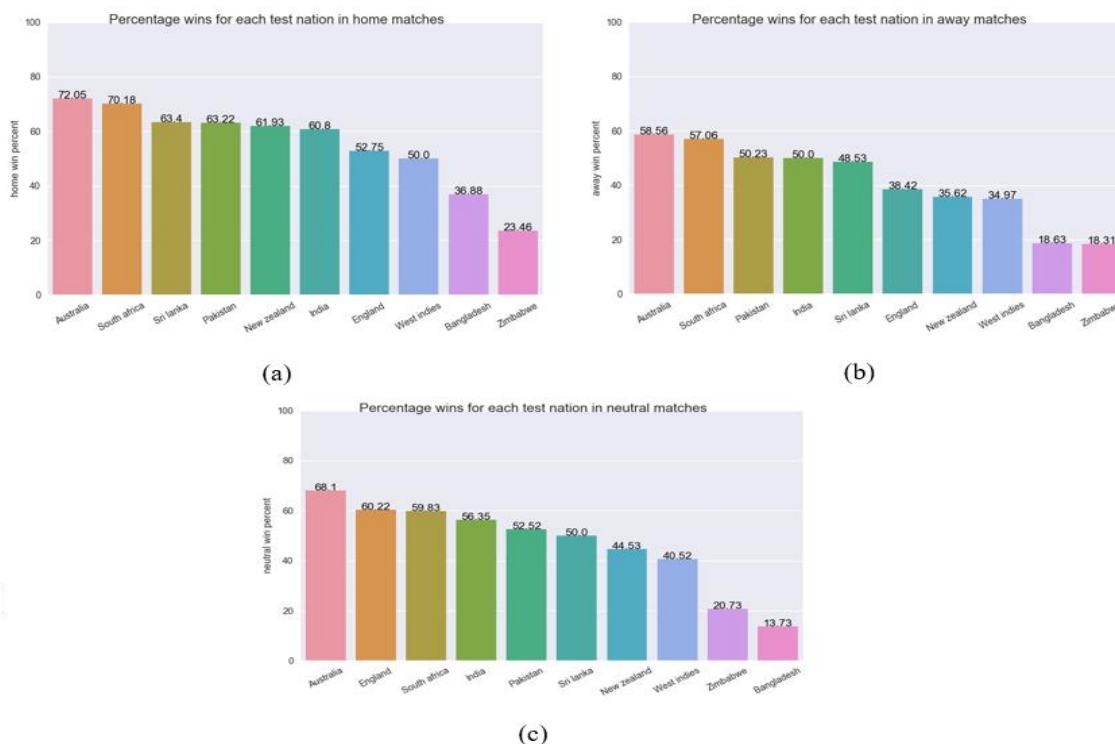 Percentage wins for each test nation in home matches
100
80
60
40
20
0
home win percent
72.05
70.18
63.4
63.22
61.93
60.8
52.75
50.0
36.88
23.46
Australia
South africa
Sri lanka
Pakistan
New zealand
India
England
West indies
Bangladesh
Zimbabwe
(a)
Percentage wins for each test nation in away matches
100
80
60
40
20
0
away win percent
58.56
57.06
50.23
50.0
48.53
38.42
35.62
34.97
18.63
18.31
Australia
South africa
Pakistan
India
Sri lanka
England
New zealand
West indies
Bangladesh
Zimbabwe
(b)
Percentage wins for each test nation in neutral matches
100
80
60
40
20
0
neutral win percent
68.1
60.22
59.83
56.35
52.52
50.0
44.53
40.52
20.73
13.73
Australia
England
South africa
India
Pakistan
Sri lanka
New zealand
West indies
Zimbabwe
Bangladesh
(c)